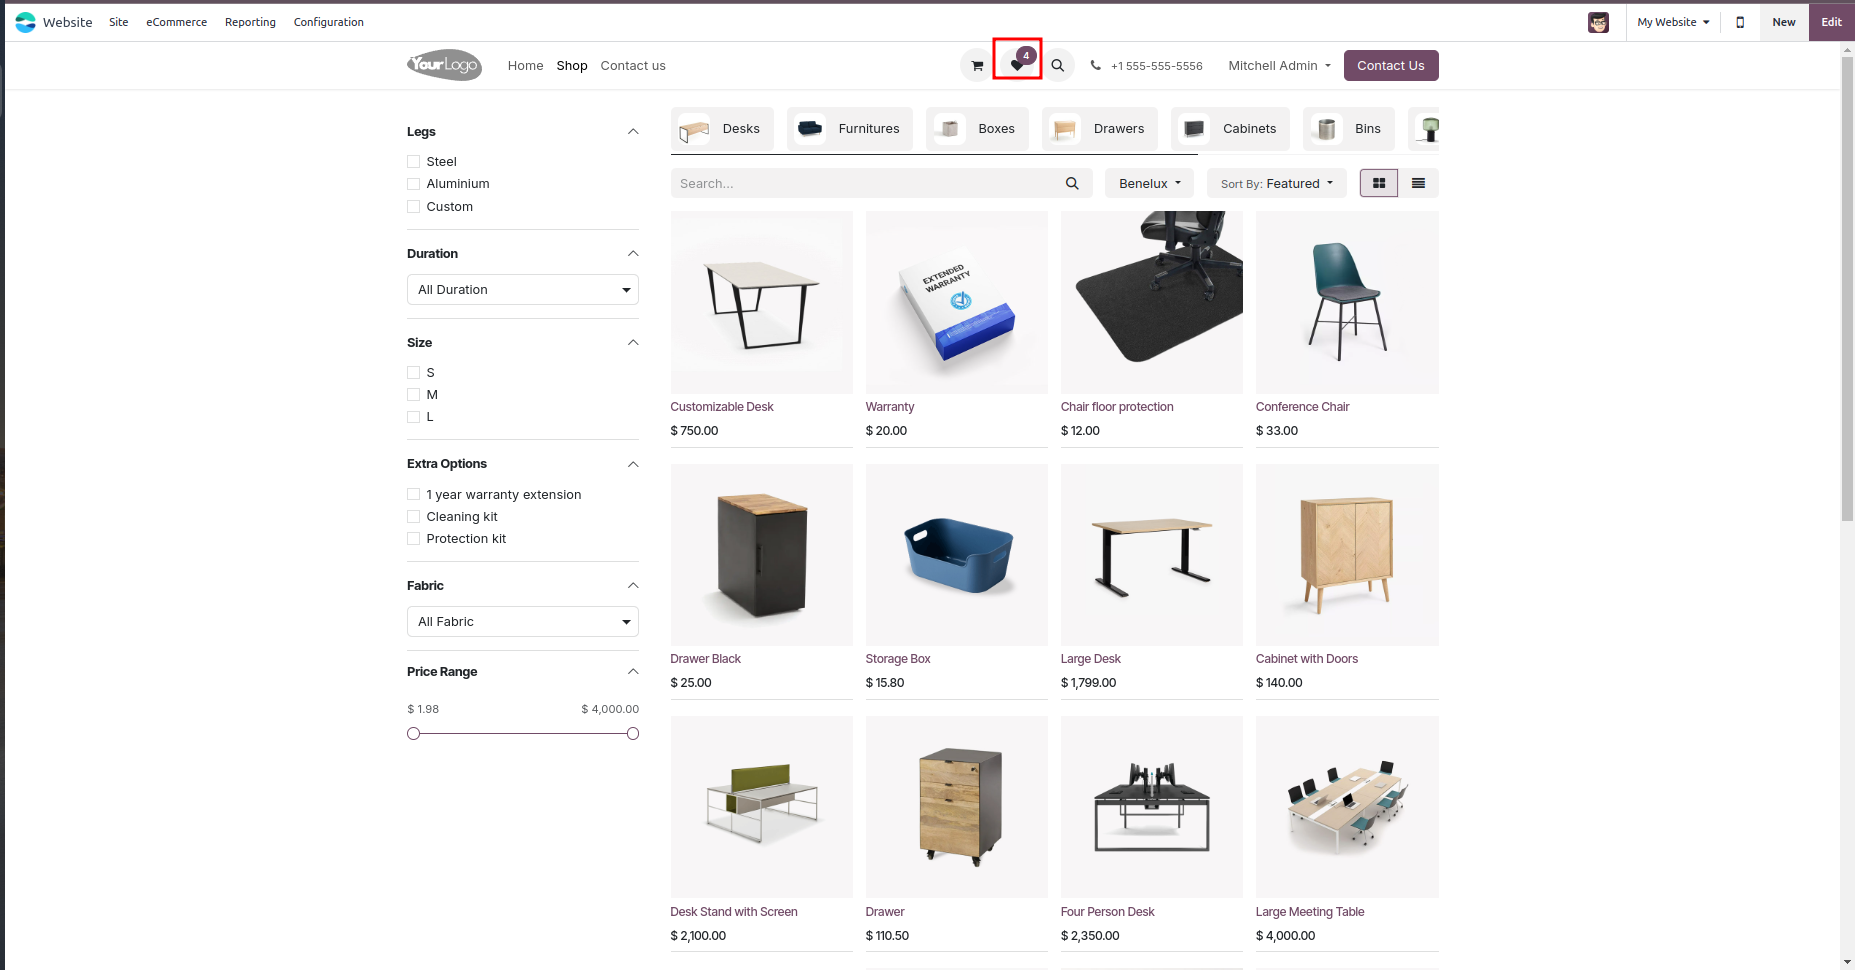 Website Site eCommerce Reporting Configuration My Website New Edit
YourLogo Home Shop Contact us 4 +1 555-555-5556 Mitchell Admin Contact Us
Desks Furnitures Boxes Drawers Cabinets Bins
Search... Benelux Sort By: Featured
Legs
Steel
Aluminium
Custom
Duration
All Duration
Size
S
M
L
Extra Options
1 year warranty extension
Cleaning kit
Protection kit
Fabric
All Fabric
Price Range
$ 1.98 $ 4,000.00
EXTENDED
WARRANTY
Customizable Desk Warranty Chair floor protection Conference Chair
$ 750.00 $ 20.00 $ 12.00 $ 33.00
Drawer Black Storage Box Large Desk Cabinet with Doors
$ 25.00 $ 15.80 $ 1,799.00 $ 140.00
Desk Stand with Screen Drawer Four Person Desk Large Meeting Table
$ 2,100.00 $ 110.50 $ 2,350.00 $ 4,000.00